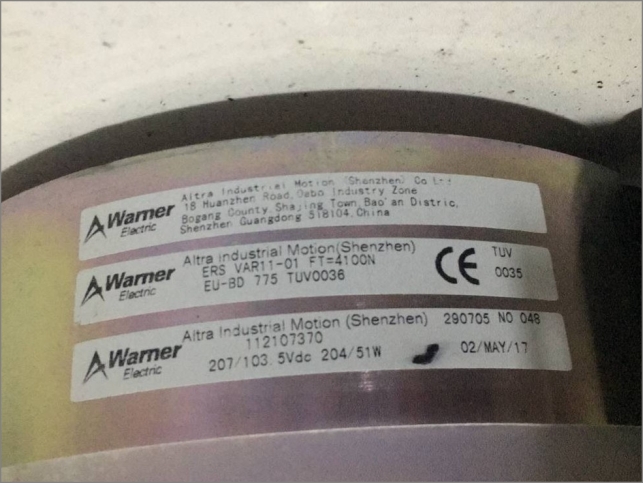 Warner Electric
Altra Industrial Motion (Shenzhen) Co Ltd
18 Huanzhen Road, Dabo Industry Zone
Bogang County, Shajing Town, Bao' an Distric,
Shenzhen Guangdong 518104, China
Warner Electric
Altra industrial Motion(Shenzhen)
ERS VAR11-01 FT=4100N
EU-BD 775 TUV0036
CE
TUV
0035
Warner Electric
Altra Industrial Motion (Shenzhen) 290705 NO 048
112107370
207/103.5Vdc 204/51W
02/MAY/17